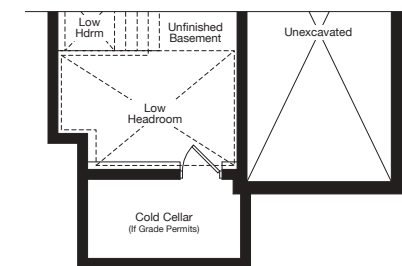 Low
Hdrm
Unfinished
Basement
Unexcavated
Low
Headroom
Cold Cellar
(If Grade Permits)